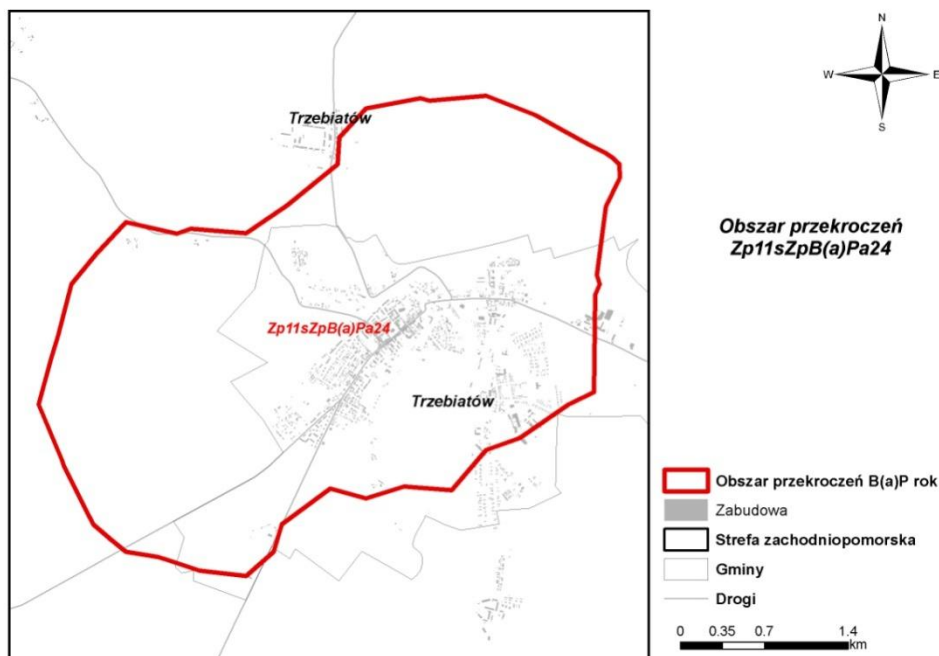 Trzebiatów
Zp11sZpB(a)Pa24
Trzebiatów
N
W E
S
Obszar przekroczeń
Zp11sZpB(a)Pa24
Obszar przekroczeń B(a)P rok
Zabudowa
Strefa zachodniopomorska
Gminy
Drogi
0 0.35 0.7 1.4
km